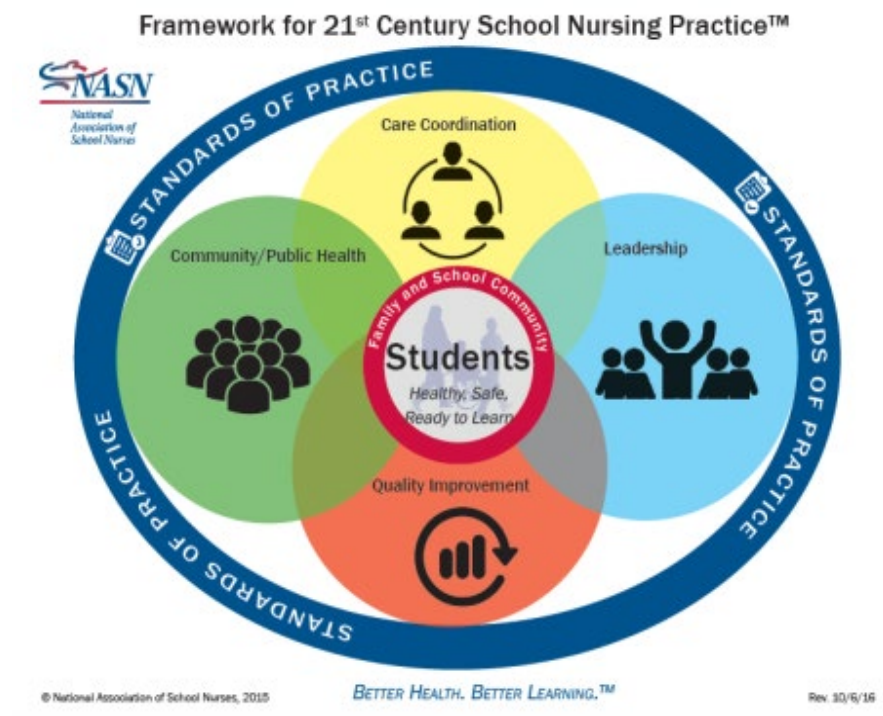 Framework for 21st Century School Nursing Practice™
NASN
National
Association of
School Nurses
STANDARDS OF PRACTICE
STANDARDS OF PRACTICE
STANDARDS OF PRACTICE
Care Coordination
Community/Public Health
Leadership
Family and School Community
Students
Healthy, Safe,
Ready to Learn
Quality Improvement
© National Association of School Nurses, 2015
BETTER HEALTH. BETTER LEARNING.™
Rev. 10/6/16